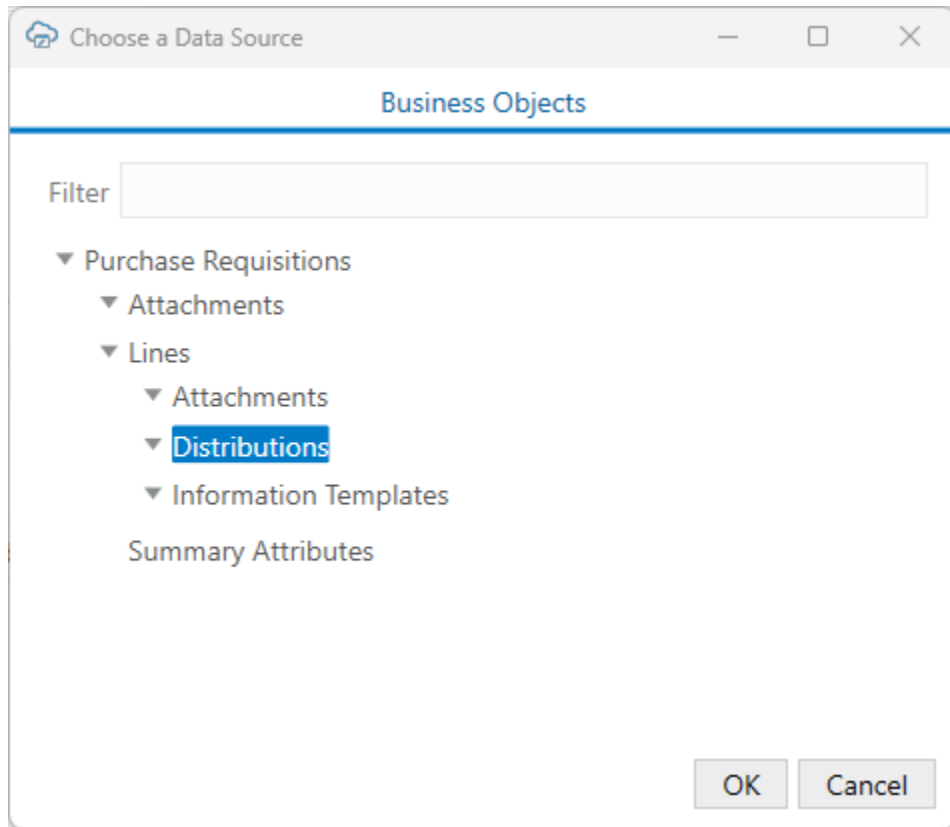 Choose a Data Source
Business Objects
Filter
Purchase Requisitions
Attachments
Lines
Attachments
Distributions
Information Templates
Summary Attributes
OK Cancel